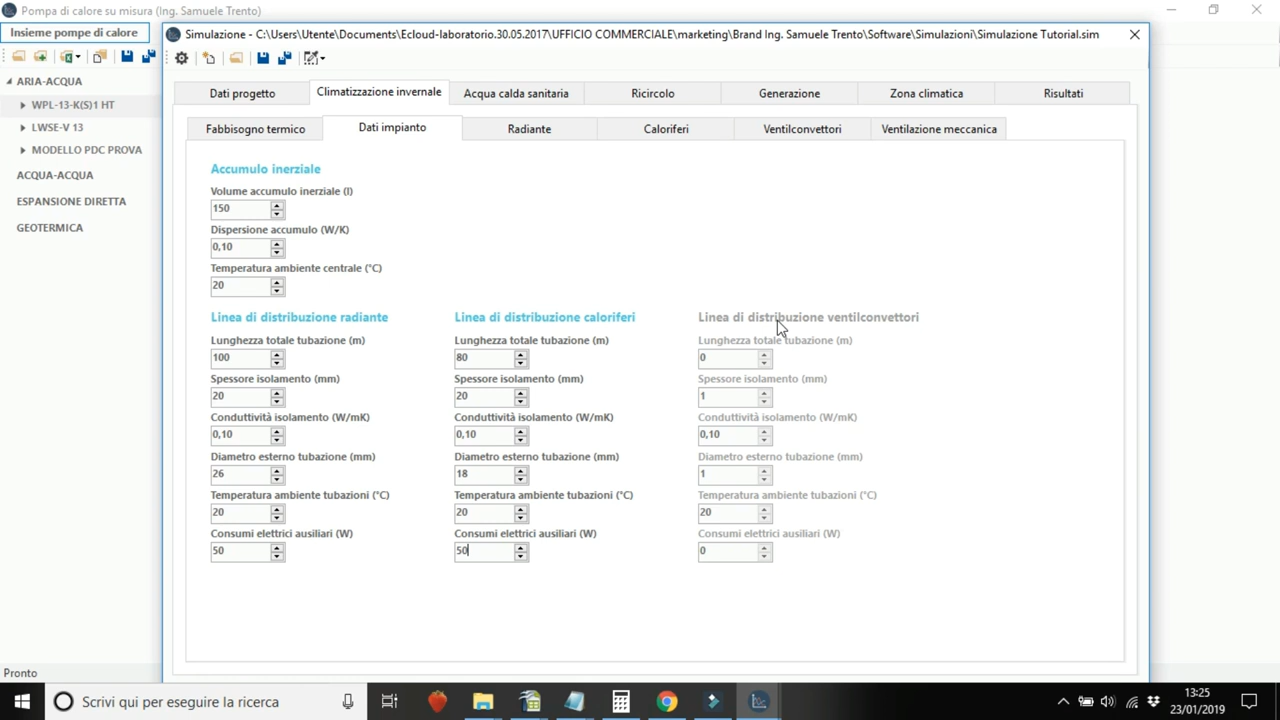 Pompa di calore su misura (Ing. Samuele Trento)
Insieme pompe di calore
ARIA-ACQUA
WPL-13-K(S)1 HT
LWSE-V 13
MODELLO PDC PROVA
ACQUA-ACQUA
ESPANSIONE DIRETTA
GEOTERMICA
Pronto
Simulazione - C:\Users\Utente\Documents\Ecloud-laboratorio.30.05.2017\UFFICIO COMMERCIALE\marketing\Brand Ing. Samuele Trento\Software\Simulazioni\Simulazione Tutorial.sim
Dati progetto Climatizzazione invernale Acqua calda sanitaria Ricircolo Generazione Zona climatica Risultati
Fabbisogno termico Dati impianto Radiante Caloriferi Ventilconvettori Ventilazione meccanica
Accumulo inerziale
Volume accumulo inerziale (l)
150
Dispersione accumulo (W/K)
0,10
Temperatura ambiente centrale (°C)
20
Linea di distribuzione radiante
Lunghezza totale tubazione (m)
100
Spessore isolamento (mm)
20
Conduttività isolamento (W/mK)
0,10
Diametro esterno tubazione (mm)
26
Temperatura ambiente tubazioni (°C)
20
Consumi elettrici ausiliari (W)
50
Linea di distribuzione caloriferi
Lunghezza totale tubazione (m)
80
Spessore isolamento (mm)
20
Conduttività isolamento (W/mK)
0,10
Diametro esterno tubazione (mm)
18
Temperatura ambiente tubazioni (°C)
20
Consumi elettrici ausiliari (W)
50
Linea di distribuzione ventilconvettori
Lunghezza totale tubazione (m)
0
Spessore isolamento (mm)
1
Conduttività isolamento (W/mK)
0,10
Diametro esterno tubazione (mm)
1
Temperatura ambiente tubazioni (°C)
20
Consumi elettrici ausiliari (W)
0
Scrivi qui per eseguire la ricerca
13:25
23/01/2019